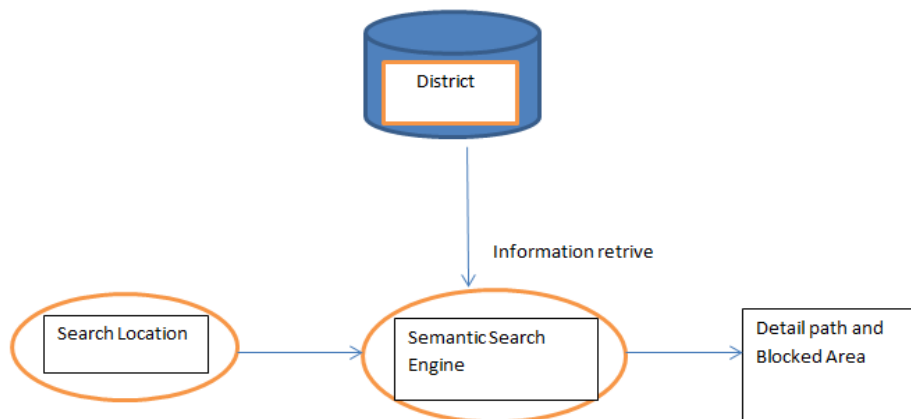 District
Information retrive
Search Location
Semantic Search
Engine
Detail path and
Blocked Area